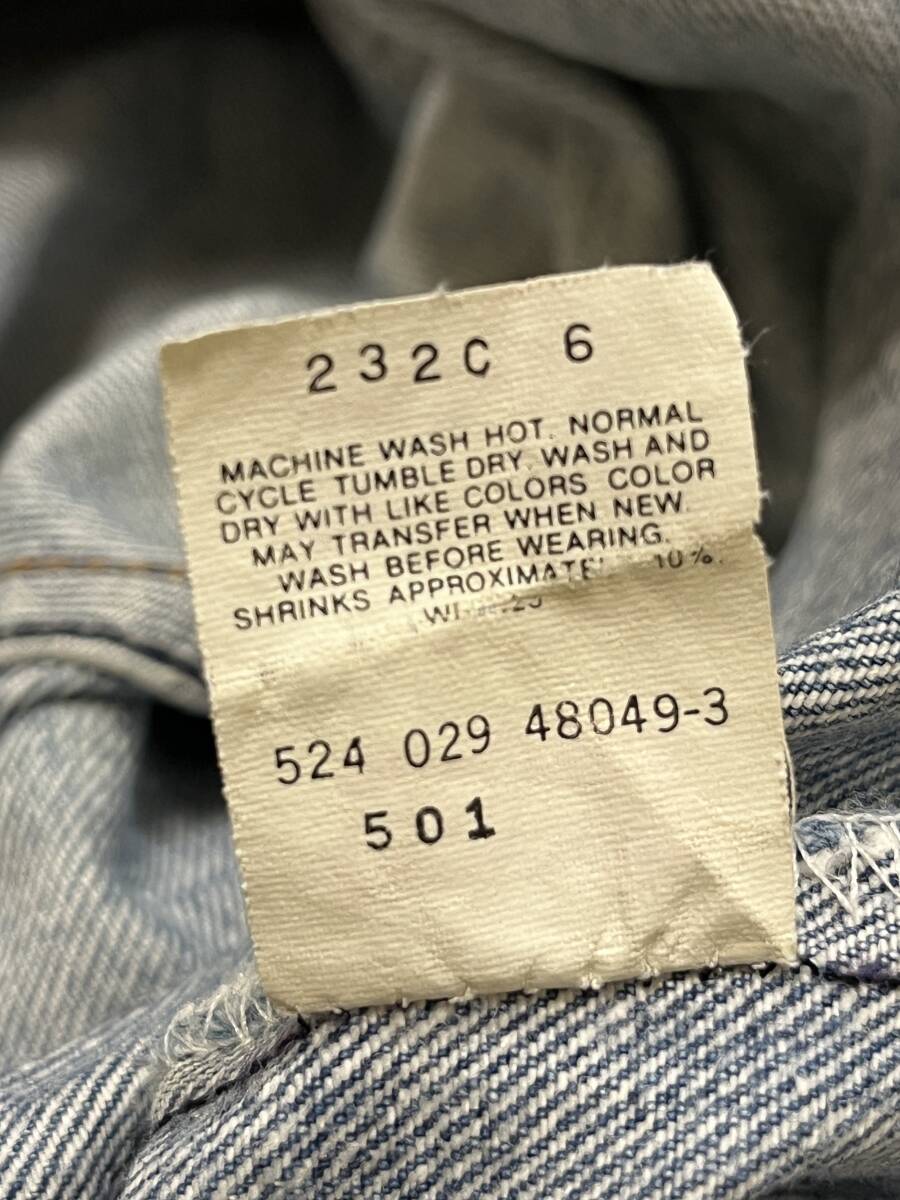 232C 6
MACHINE WASH HOT. NORMAL
CYCLE TUMBLE DRY. WASH AND
DRY WITH LIKE COLORS COLOR
MAY TRANSFER WHEN NEW.
WASH BEFORE WEARING.
SHRINKS APPROXIMATE 10%.
524 029 48049-3
501